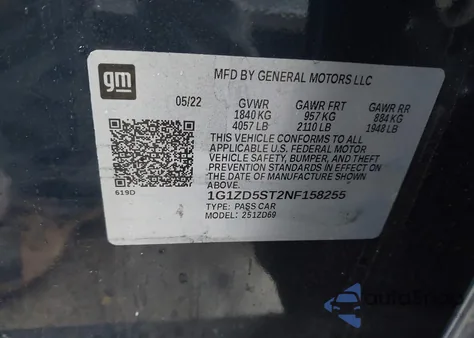 gm
MFD BY GENERAL MOTORS LLC
05/22 GVWR GAWR FRT GAWR RR
1840 KG 957 KG 884 KG
4057 LB 2110 LB 1948 LB
THIS VEHICLE CONFORMS TO ALL
APPLICABLE U.S. FEDERAL MOTOR
VEHICLE SAFETY, BUMPER, AND THEFT
PREVENTION STANDARDS IN EFFECT ON THE
DATE OF MANUFACTURE SHOWN ABOVE.
619D
1G1ZD5ST2NF158255
TYPE: PASS CAR
MODEL: ZS1ZD69